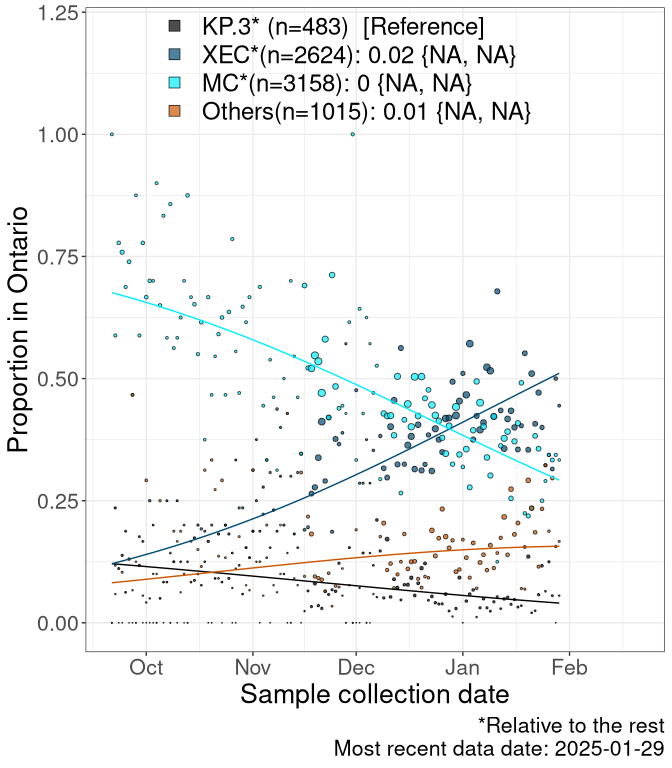 KP.3* (n=483)  [Reference]
XEC*(n=2624): 0.02 {NA, NA}
MC*(n=3158): 0 {NA, NA}
Others(n=1015): 0.01 {NA, NA}
1.25
1.00
0.75
0.50
0.25
0.00
Proportion in Ontario
Oct Nov Dec Jan Feb
Sample collection date
*Relative to the rest
Most recent data date: 2025-01-29